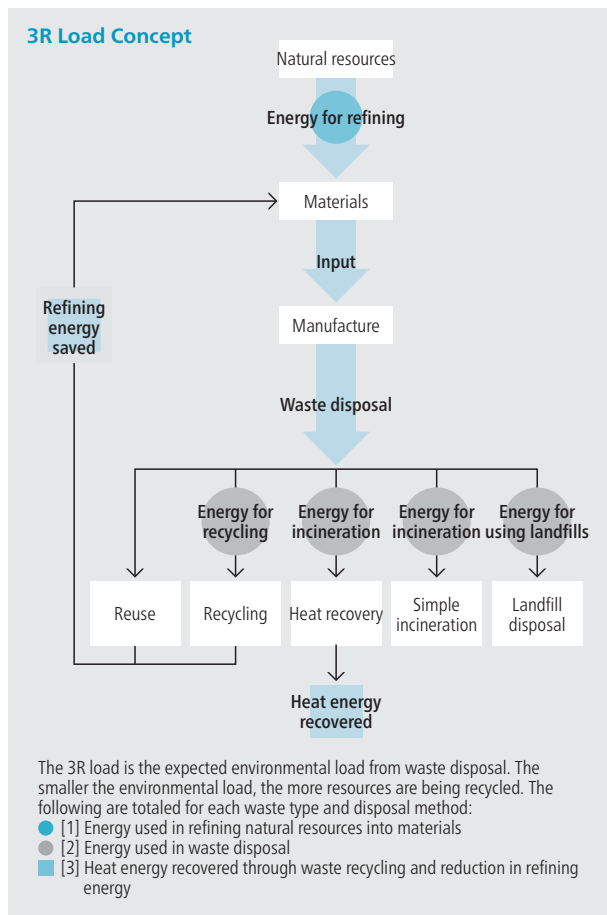 3R Load Concept
Natural resources
Energy for refining
Materials
Input
Refining
energy
saved
Manufacture
Waste disposal
Energy for
recycling
Energy for
incineration
Energy for
incineration
Energy for
using landfills
Reuse
Recycling
Heat recovery
Simple
incineration
Landfill
disposal
Heat energy
recovered
The 3R load is the expected environmental load from waste disposal. The
smaller the environmental load, the more resources are being recycled. The
following are totaled for each waste type and disposal method:
[1] Energy used in refining natural resources into materials
[2] Energy used in waste disposal
[3] Heat energy recovered through waste recycling and reduction in refining
energy